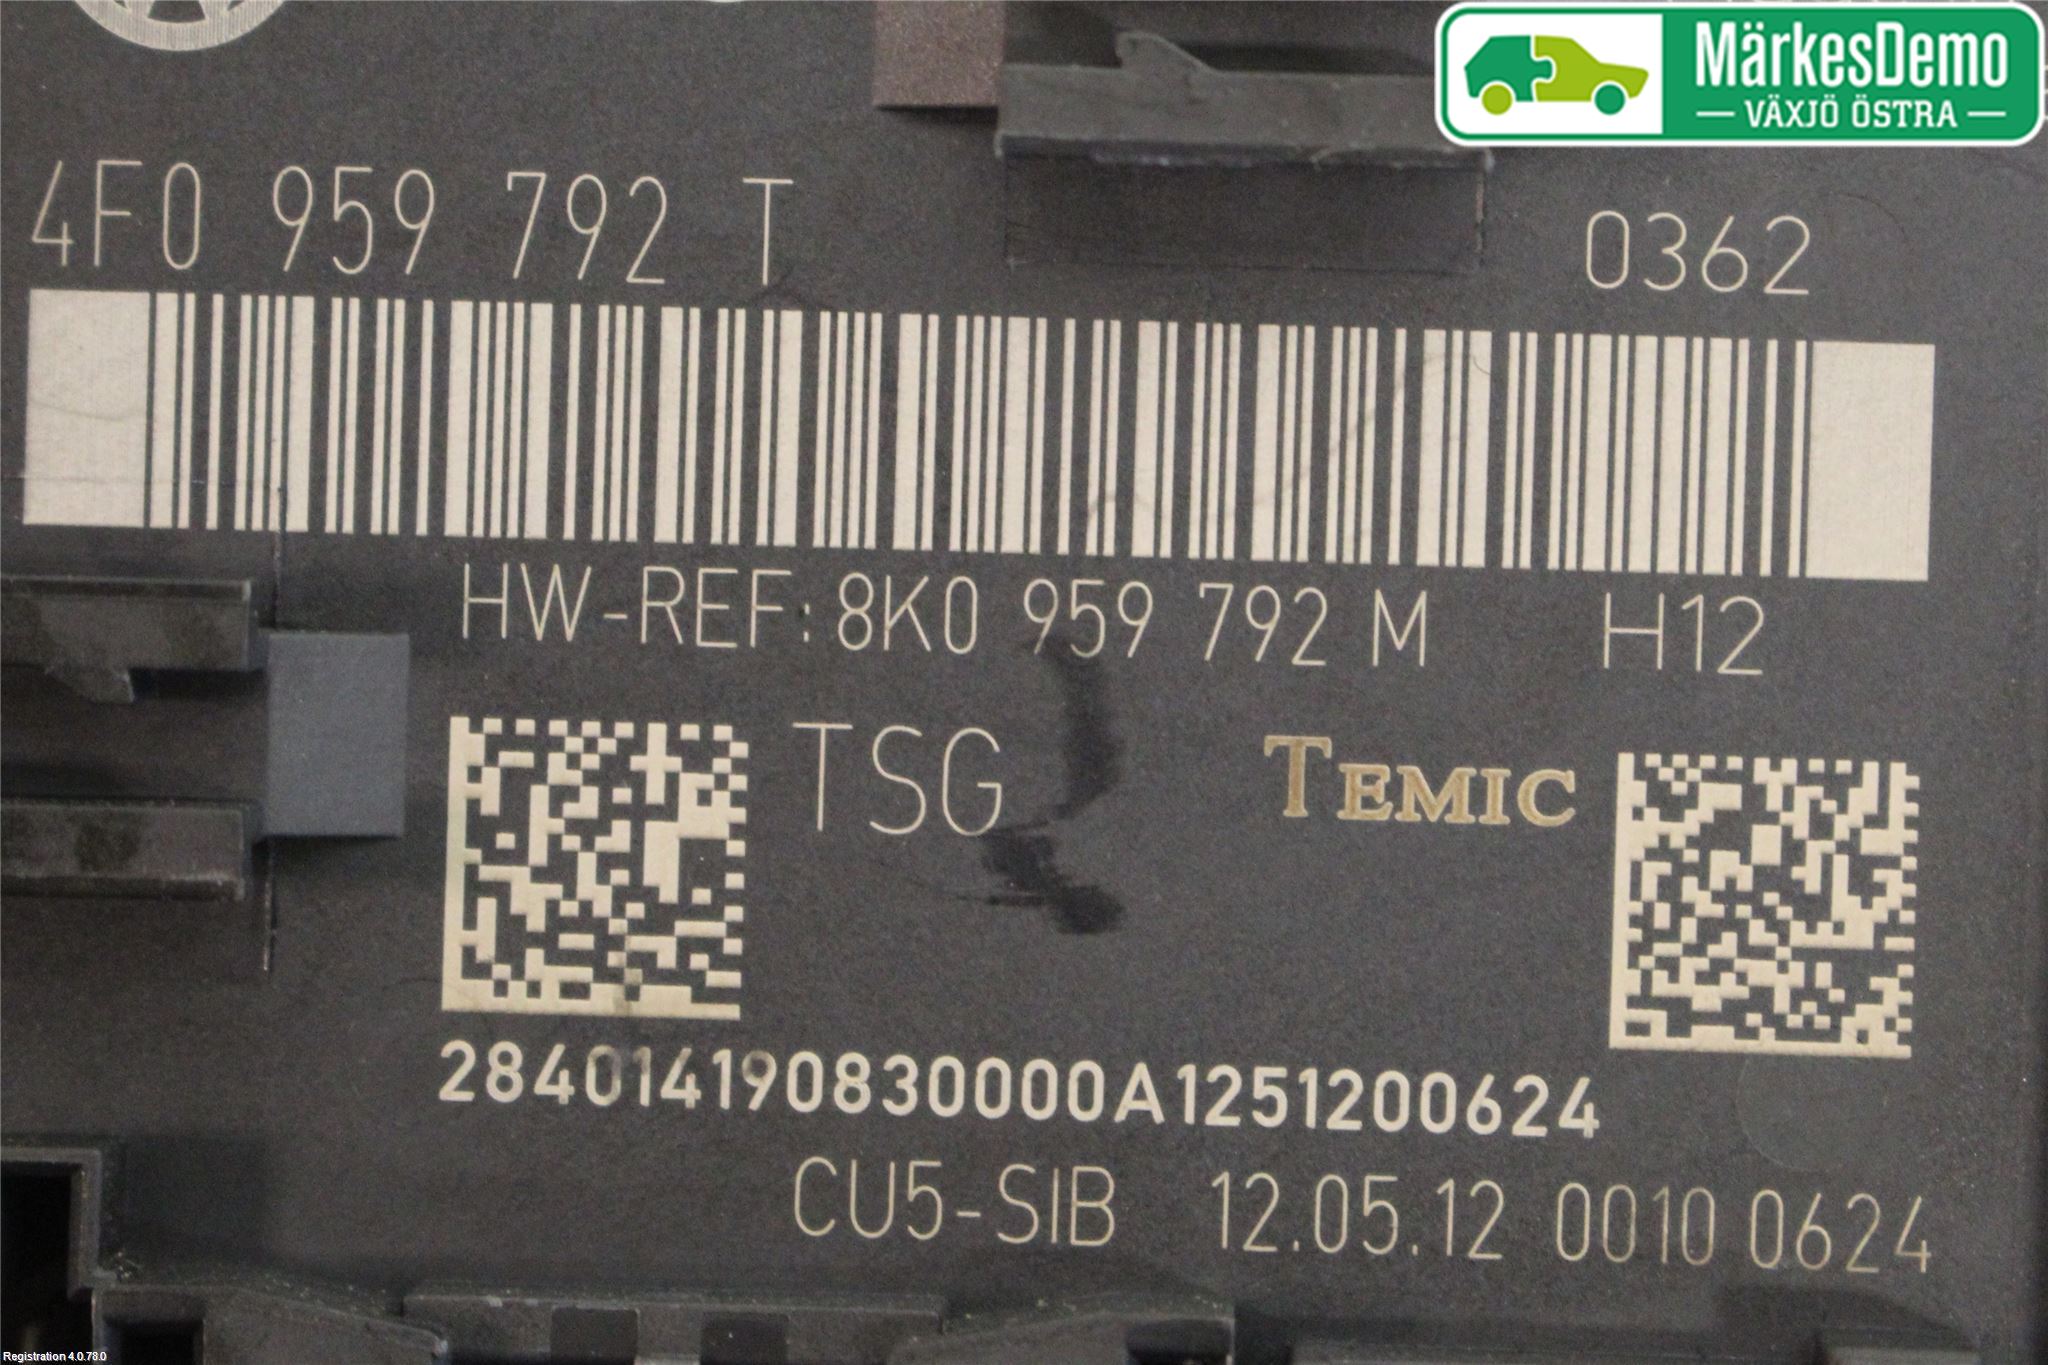 MärkesDemo
VÄXJÖ ÖSTRA
4F0 959 792 T
0362
HW-REF: 8K0 959 792 M H12
TSG
TEMIC
284014190830000A1251200624
CU5-SIB 12.05.12 0010 0624
Registration 4.0.78.0